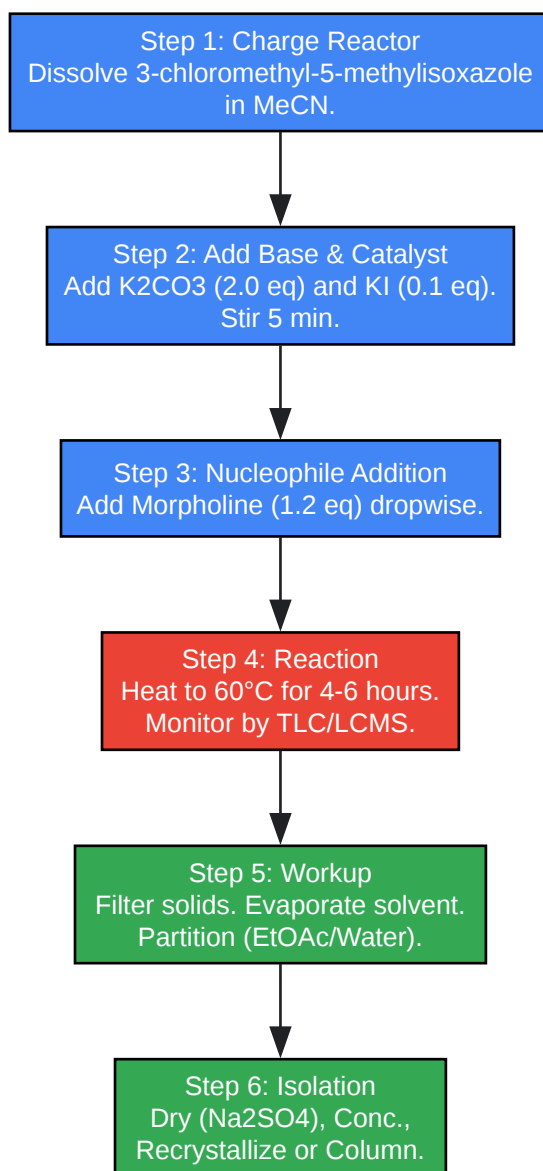 Step 1: Charge Reactor
Dissolve 3-chloromethyl-5-methylisoxazole
in MeCN.
Step 2: Add Base & Catalyst
Add K2CO3 (2.0 eq) and KI (0.1 eq).
Stir 5 min.
Step 3: Nucleophile Addition
Add Morpholine (1.2 eq) dropwise.
Step 4: Reaction
Heat to 60°C for 4-6 hours.
Monitor by TLC/LCMS.
Step 5: Workup
Filter solids. Evaporate solvent.
Partition (EtOAc/Water).
Step 6: Isolation
Dry (Na2SO4), Conc.,
Recrystallize or Column.